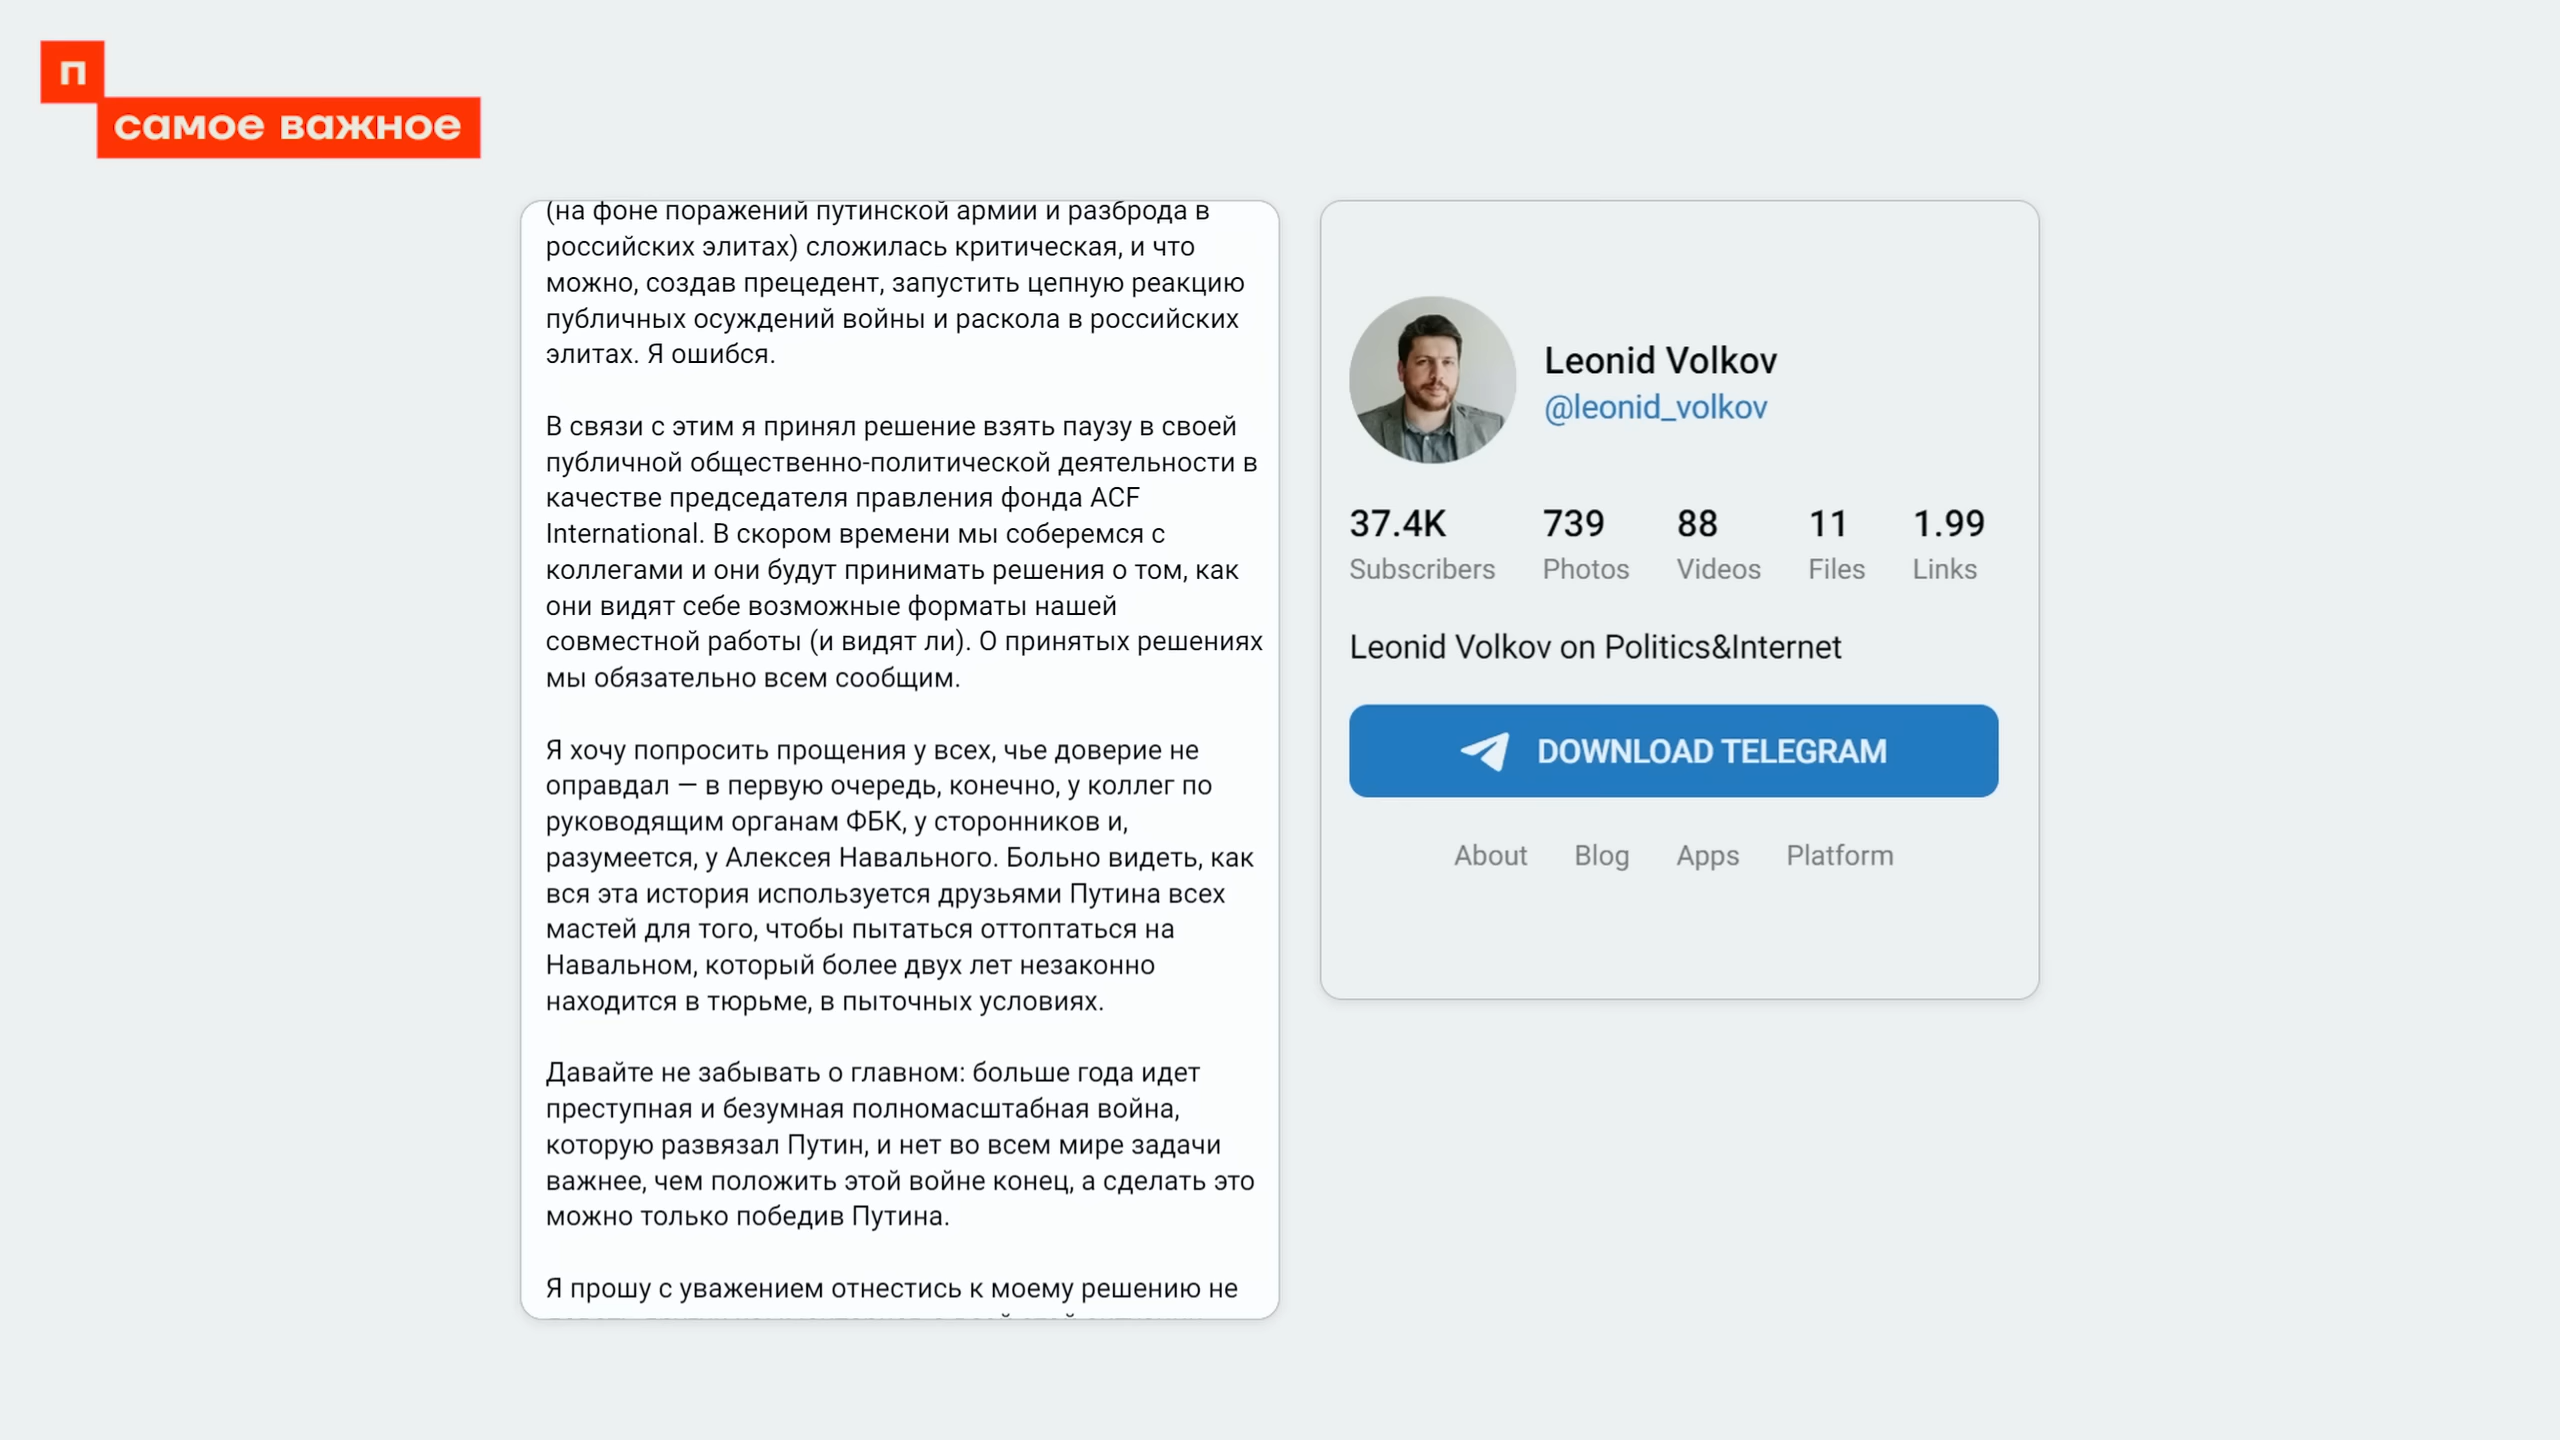 п
самое важное
(на фоне поражений путинской армии и разброда в
российских элитах) сложилась критическая, и что
можно, создав прецедент, запустить цепную реакцию
публичных осуждений войны и раскола в российских
элитах. Я ошибся.
В связи с этим я принял решение взять паузу в своей
публичной общественно-политической деятельности в
качестве председателя правления фонда ACF
International. В скором времени мы соберемся с
коллегами и они будут принимать решения о том, как
они видят себе возможные форматы нашей
совместной работы (и видят ли). О принятых решениях
мы обязательно всем сообщим.
Я хочу попросить прощения у всех, чье доверие не
оправдал — в первую очередь, конечно, у коллег по
руководящим органам ФБК, у сторонников и,
разумеется, у Алексея Навального. Больно видеть, как
вся эта история используется друзьями Путина всех
мастей для того, чтобы пытаться оттоптаться на
Навальном, который более двух лет незаконно
находится в тюрьме, в пыточных условиях.
Давайте не забывать о главном: больше года идет
преступная и безумная полномасштабная война,
которую развязал Путин, и нет во всем мире задачи
важнее, чем положить этой войне конец, а сделать это
можно только победив Путина.
Я прошу с уважением отнестись к моему решению не
Leonid Volkov
@leonid_volkov
37.4K 739 88 11 1.99
Subscribers Photos Videos Files Links
Leonid Volkov on Politics&Internet
DOWNLOAD TELEGRAM
About Blog Apps Platform